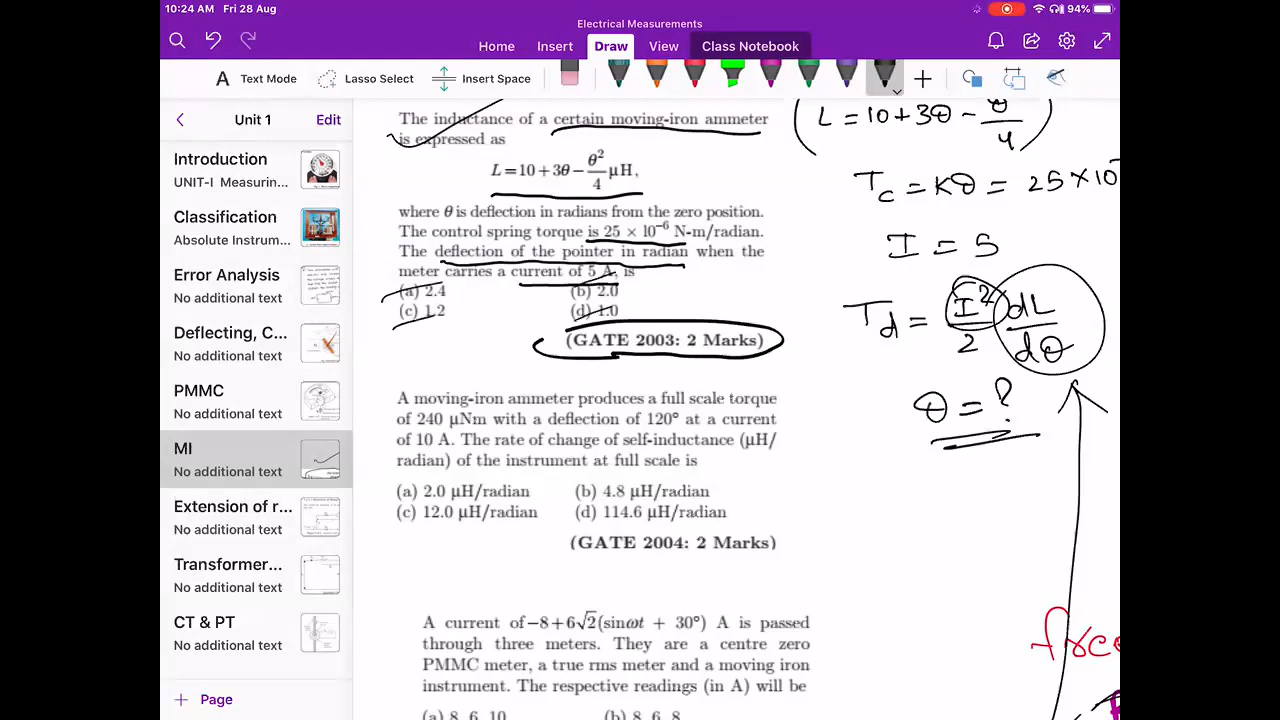 10:24 AM Fri 28 Aug
94%
Electrical Measurements
Home Insert Draw View Class Notebook
Text Mode Lasso Select Insert Space
Unit 1 Edit
Introduction
UNIT-I Measurin...
Classification
Absolute Instrum...
Error Analysis
No additional text
Deflecting, C...
No additional text
PMMC
No additional text
MI
No additional text
Extension of r...
No additional text
Transformer...
No additional text
CT & PT
No additional text
Page
The inductance of a certain moving-iron ammeter
is expressed as
L=10+3θ−θ²/4 μH,
where θ is deflection in radians from the zero position.
The control spring torque is 25 × 10⁻⁶ N-m/radian.
The deflection of the pointer in radian when the
meter carries a current of 5 A, is
(a) 2.4 (b) 2.0
(c) 1.2 (d) 1.0
(GATE 2003: 2 Marks)
A moving-iron ammeter produces a full scale torque
of 240 μNm with a deflection of 120° at a current
of 10 A. The rate of change of self-inductance (μH/
radian) of the instrument at full scale is
(a) 2.0 μH/radian (b) 4.8 μH/radian
(c) 12.0 μH/radian (d) 114.6 μH/radian
(GATE 2004: 2 Marks)
A current of −8+6√2(sinωt + 30°) A is passed
through three meters. They are a centre zero
PMMC meter, a true rms meter and a moving iron
instrument. The respective readings (in A) will be
(a) 8, 6, 10 (b) 8, 6, 8
(L = 10+3θ − θ/4)
Tc = Kθ = 25×10
I = 5
Td = I²/2 dL/dθ
θ = ?